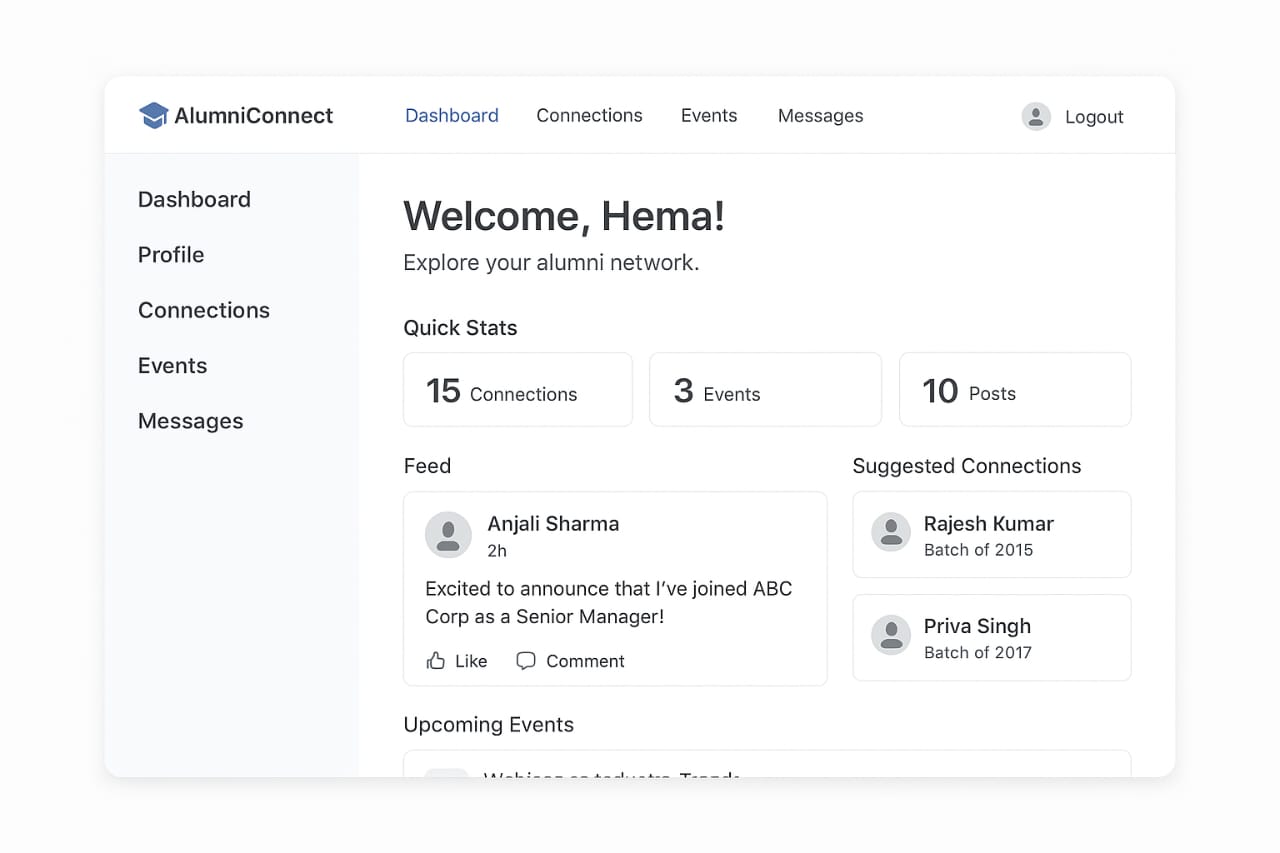 AlumniConnect
Dashboard
Connections
Events
Messages
Logout
Dashboard
Profile
Connections
Events
Messages
Welcome, Hema!
Explore your alumni network.
Quick Stats
15 Connections
3 Events
10 Posts
Feed
Anjali Sharma
2h
Excited to announce that I’ve joined ABC
Corp as a Senior Manager!
Like
Comment
Suggested Connections
Rajesh Kumar
Batch of 2015
Priva Singh
Batch of 2017
Upcoming Events